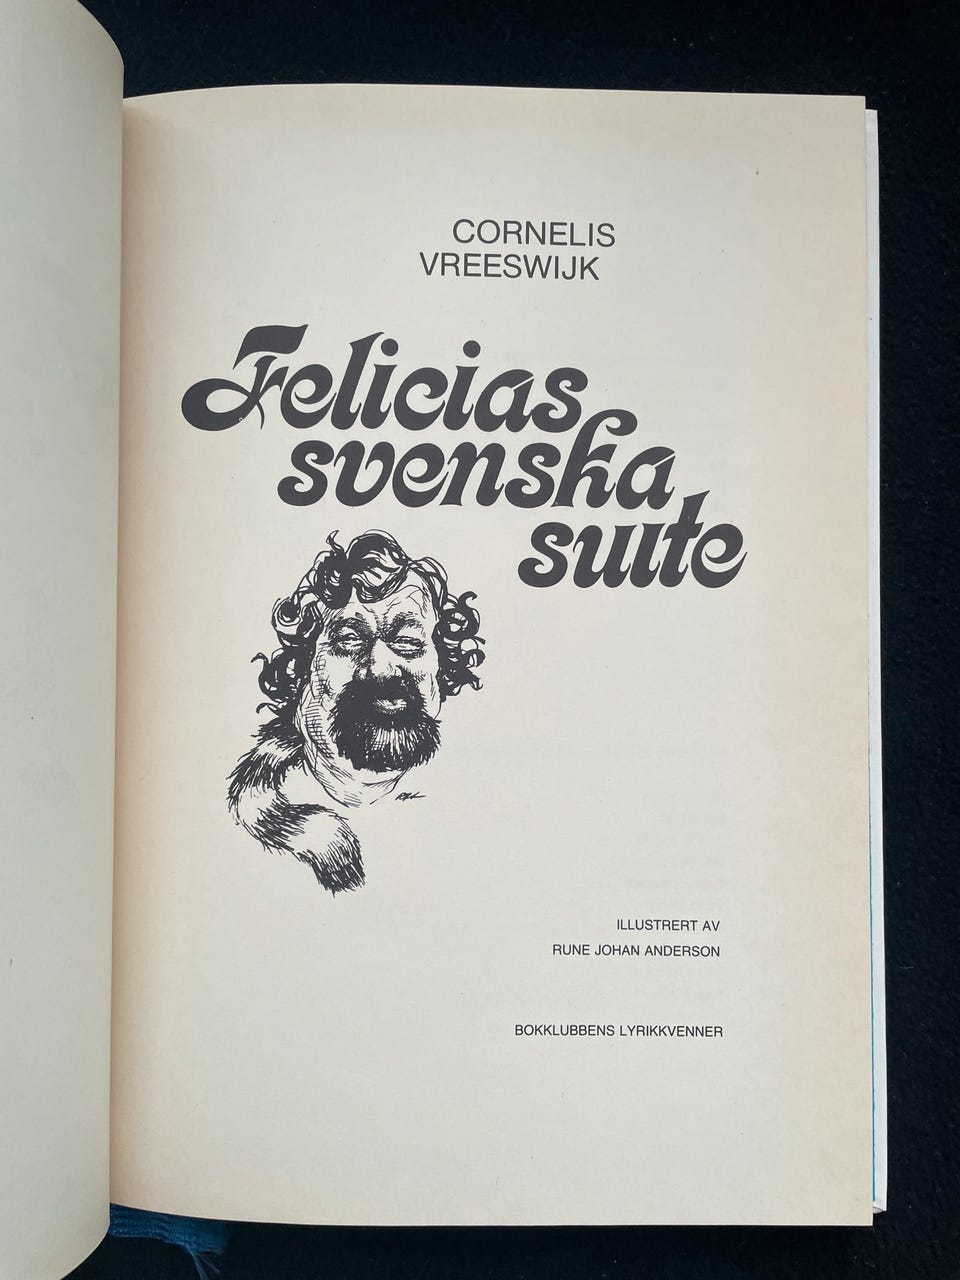 CORNELIS
VREESWIJK
Felicias
svenska
suite
ILLUSTRERT AV
RUNE JOHAN ANDERSON
BOKKLUBBENS LYRIKKVENNER